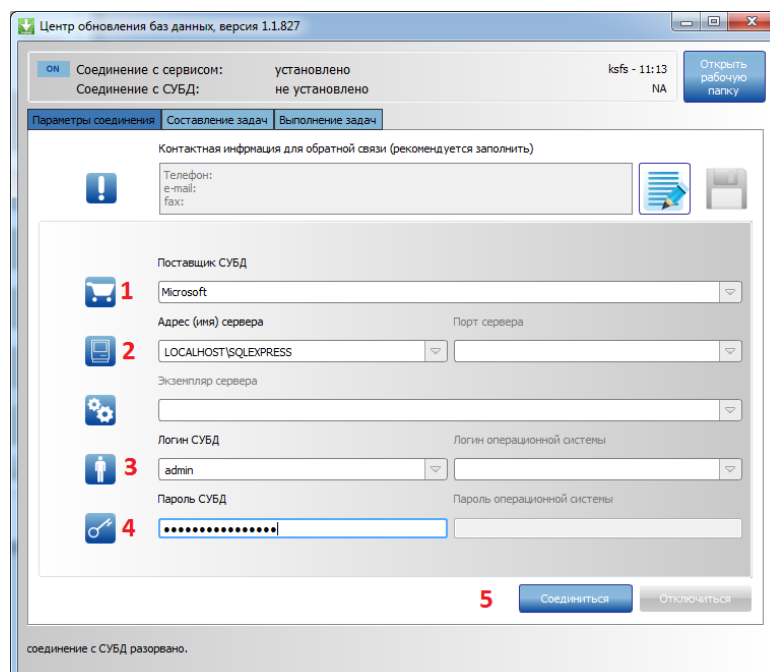 Центр обновления баз данных, версия 1.1.827
ON Соединение с сервисом: установлено ksfs - 11:13
Соединение с СУБД: не установлено NA
Открыть
рабочую
папку
Параметры соединения Составление задач Выполнение задач
Контактная инфрмация для обратной связи (рекомендуется заполнить)
Телефон:
e-mail:
fax:
Поставщик СУБД
1 Microsoft
Адрес (имя) сервера Порт сервера
2 LOCALHOST\SQLEXPRESS
Экземпляр сервера
Логин СУБД Логин операционной системы
3 admin
Пароль СУБД Пароль операционной системы
4 ●●●●●●●●●●●●●●●●
5 Соединиться Отключиться
соединение с СУБД разорвано.